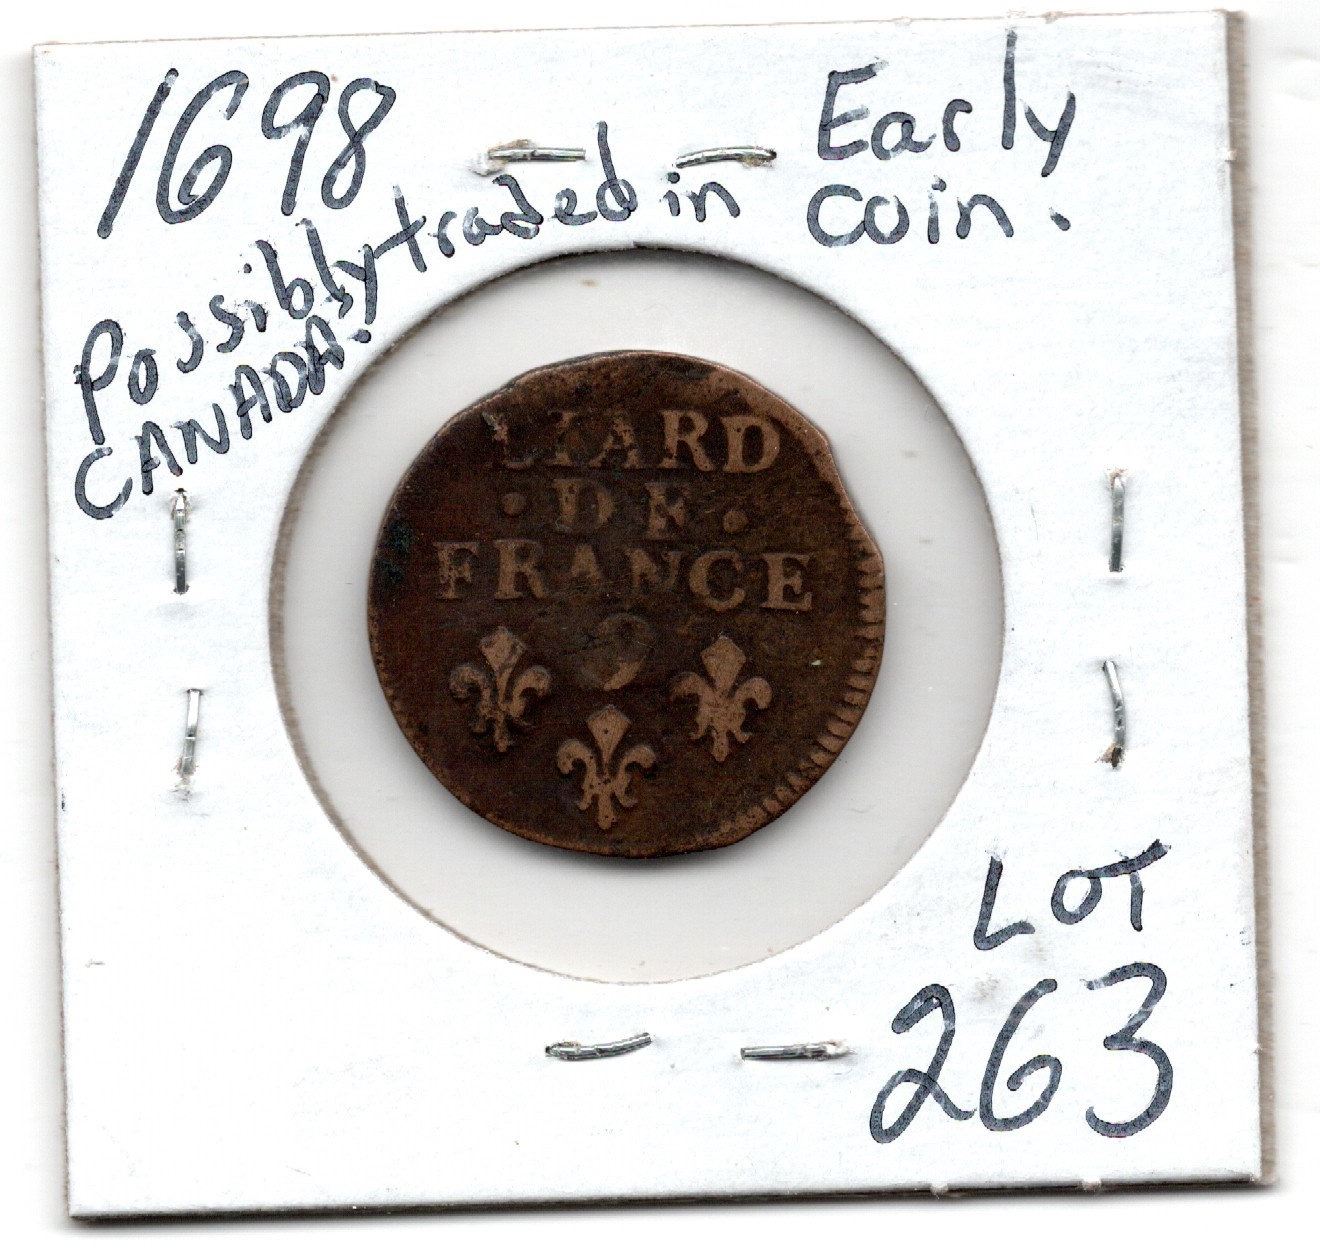 1698
Early
coin.
Possibly traded in
CANADA!
LIARD
· DE ·
FRANCE
LOT
263